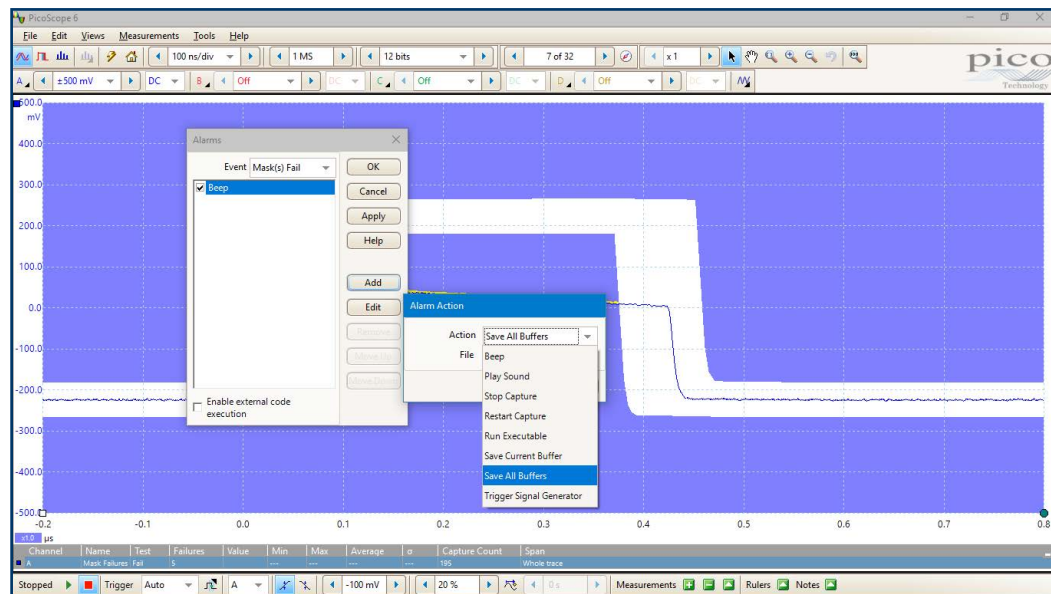 PicoScope 6
File Edit Views Measurements Tools Help
100 ns/div 1 MS 12 bits 7 of 32 x 1
pico
Technology
A ±500 mV DC B Off DC C Off DC D Off DC
500.0
mV
400.0
300.0
200.0
100.0
0.0
-100.0
-200.0
-300.0
-400.0
-500.0
Alarms
Event Mask(s) Fail
Beep
OK
Cancel
Apply
Help
Add
Edit
Remove
Move Up
Move Down
Enable external code
execution
Alarm Action
Action Save All Buffers
File
Beep
Play Sound
Stop Capture
Restart Capture
Run Executable
Save Current Buffer
Save All Buffers
Trigger Signal Generator
-0.2 -0.1 0.0 0.1 0.2 0.3 0.4 0.5 0.6 0.7 0.8
x1.0 µs
Channel Name Test Failures Value Min Max Average σ Capture Count Span
A Mask Failures Fail 5 --- --- --- --- 195 Whole trace
Stopped Trigger Auto A -100 mV 20 % 0 s Measurements Rulers Notes